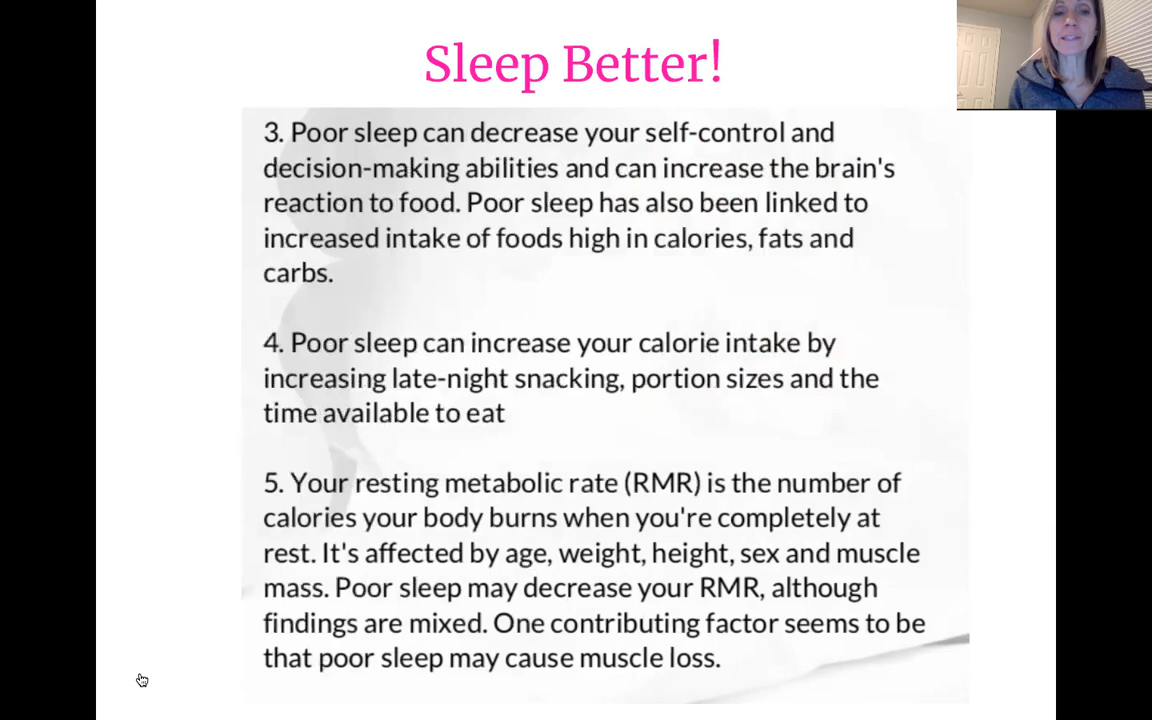 Sleep Better!
3. Poor sleep can decrease your self-control and
decision-making abilities and can increase the brain's
reaction to food. Poor sleep has also been linked to
increased intake of foods high in calories, fats and
carbs.
4. Poor sleep can increase your calorie intake by
increasing late-night snacking, portion sizes and the
time available to eat
5. Your resting metabolic rate (RMR) is the number of
calories your body burns when you're completely at
rest. It's affected by age, weight, height, sex and muscle
mass. Poor sleep may decrease your RMR, although
findings are mixed. One contributing factor seems to be
that poor sleep may cause muscle loss.